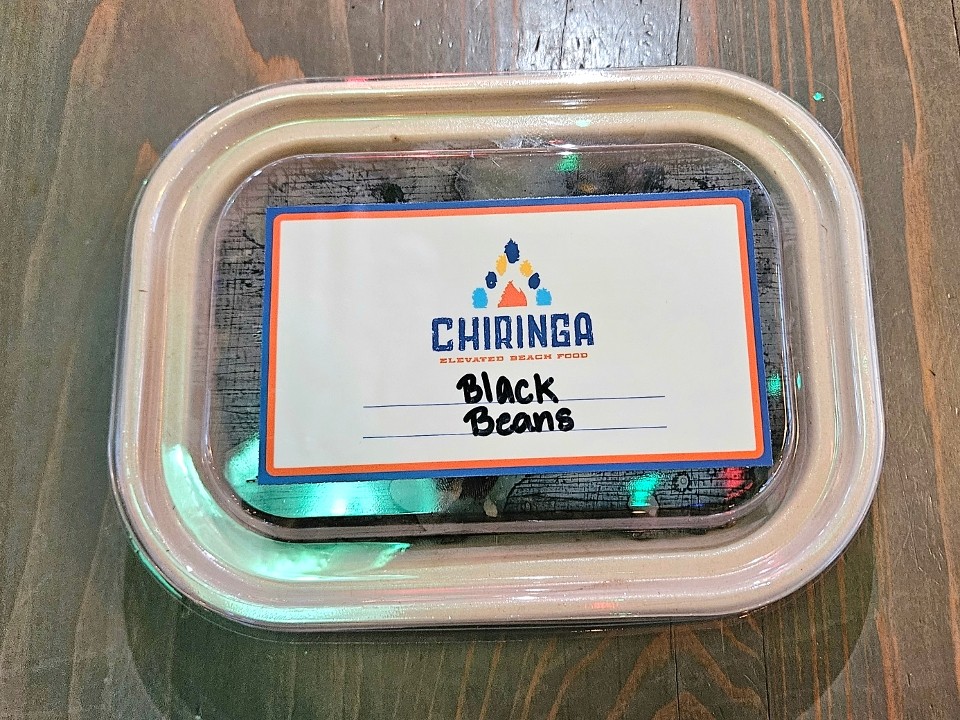 CHIRINGA
ELEVATED BEACH FOOD
Black
Beans